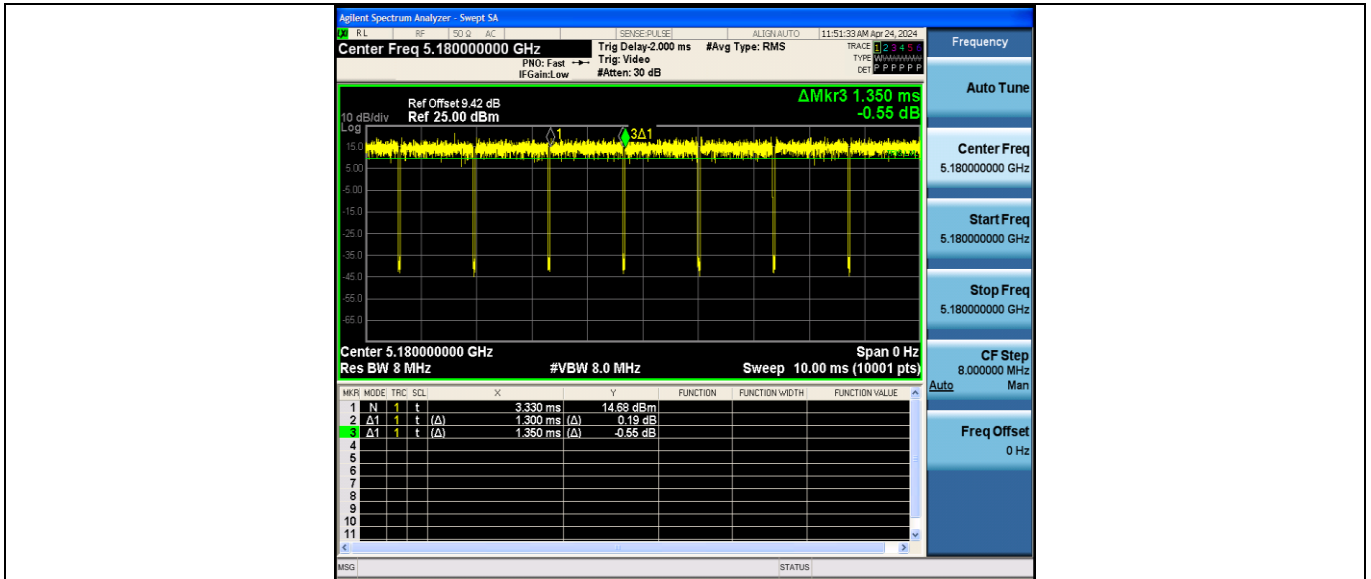 Agilent Spectrum Analyzer - Swept SA
LXI RL RF 50 Ω AC SENSE:PULSE ALIGN AUTO 11:51:33 AM Apr 24, 2024
Center Freq 5.180000000 GHz
PNO: Fast
IFGain:Low
Trig Delay-2.000 ms
Trig: Video
#Atten: 30 dB
#Avg Type: RMS
TRACE 1 2 3 4 5 6
TYPE WWWWWW
DET P P P P P P
ΔMkr3 1.350 ms
-0.55 dB
Ref Offset 9.42 dB
10 dB/div Ref 25.00 dBm
Log
1 3Δ1
15.0
5.00
-5.00
-15.0
-25.0
-35.0
-45.0
-55.0
-65.0
Center 5.180000000 GHz Span 0 Hz
Res BW 8 MHz #VBW 8.0 MHz Sweep 10.00 ms (10001 pts)
MKR MODE TRC SCL X Y FUNCTION FUNCTION WIDTH FUNCTION VALUE
1 N 1 t 3.330 ms 14.68 dBm
2 Δ1 1 t (Δ) 1.300 ms (Δ) 0.19 dB
3 Δ1 1 t (Δ) 1.350 ms (Δ) -0.55 dB
4
5
6
7
8
9
10
11
MSG STATUS
Frequency
Auto Tune
Center Freq
5.180000000 GHz
Start Freq
5.180000000 GHz
Stop Freq
5.180000000 GHz
CF Step
8.000000 MHz
Auto Man
Freq Offset
0 Hz